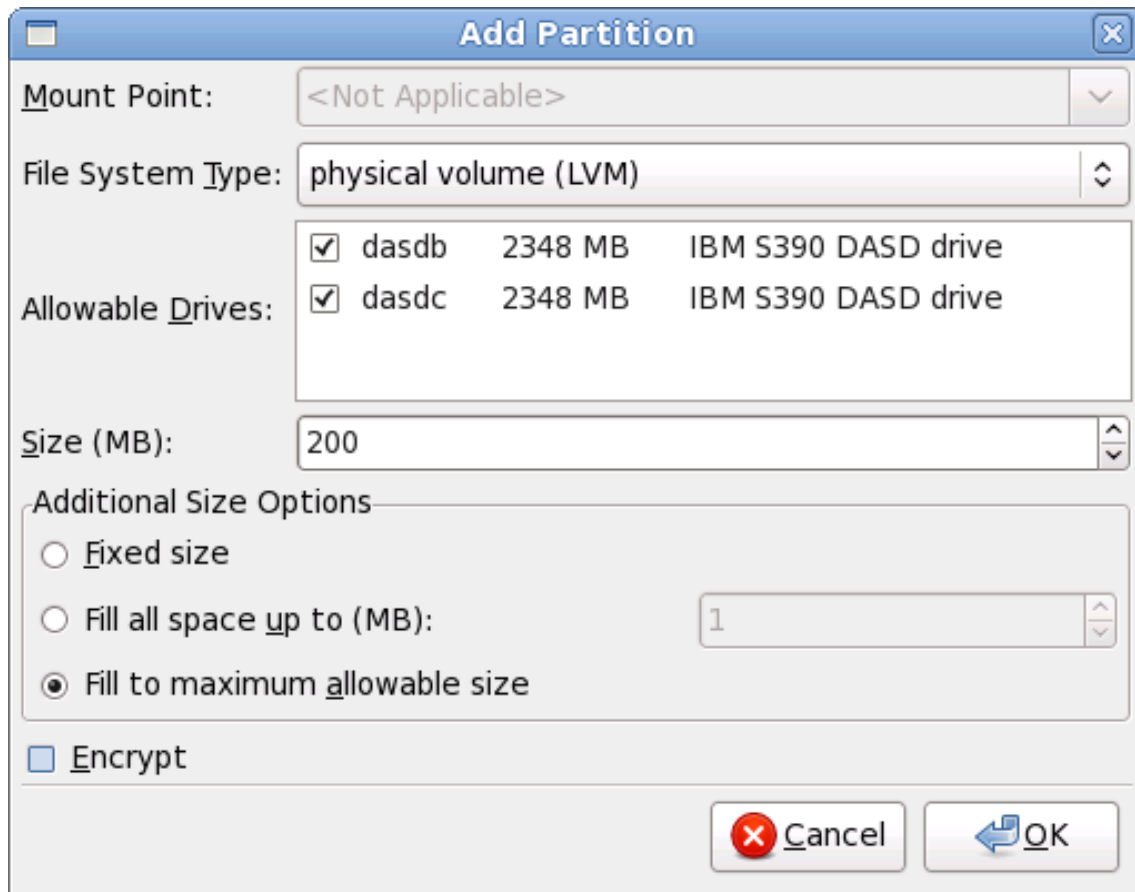 Add Partition
Mount Point: <Not Applicable>
File System Type: physical volume (LVM)
Allowable Drives:
dasdb 2348 MB IBM S390 DASD drive
dasdc 2348 MB IBM S390 DASD drive
Size (MB): 200
Additional Size Options
Fixed size
Fill all space up to (MB): 1
Fill to maximum allowable size
Encrypt
Cancel OK